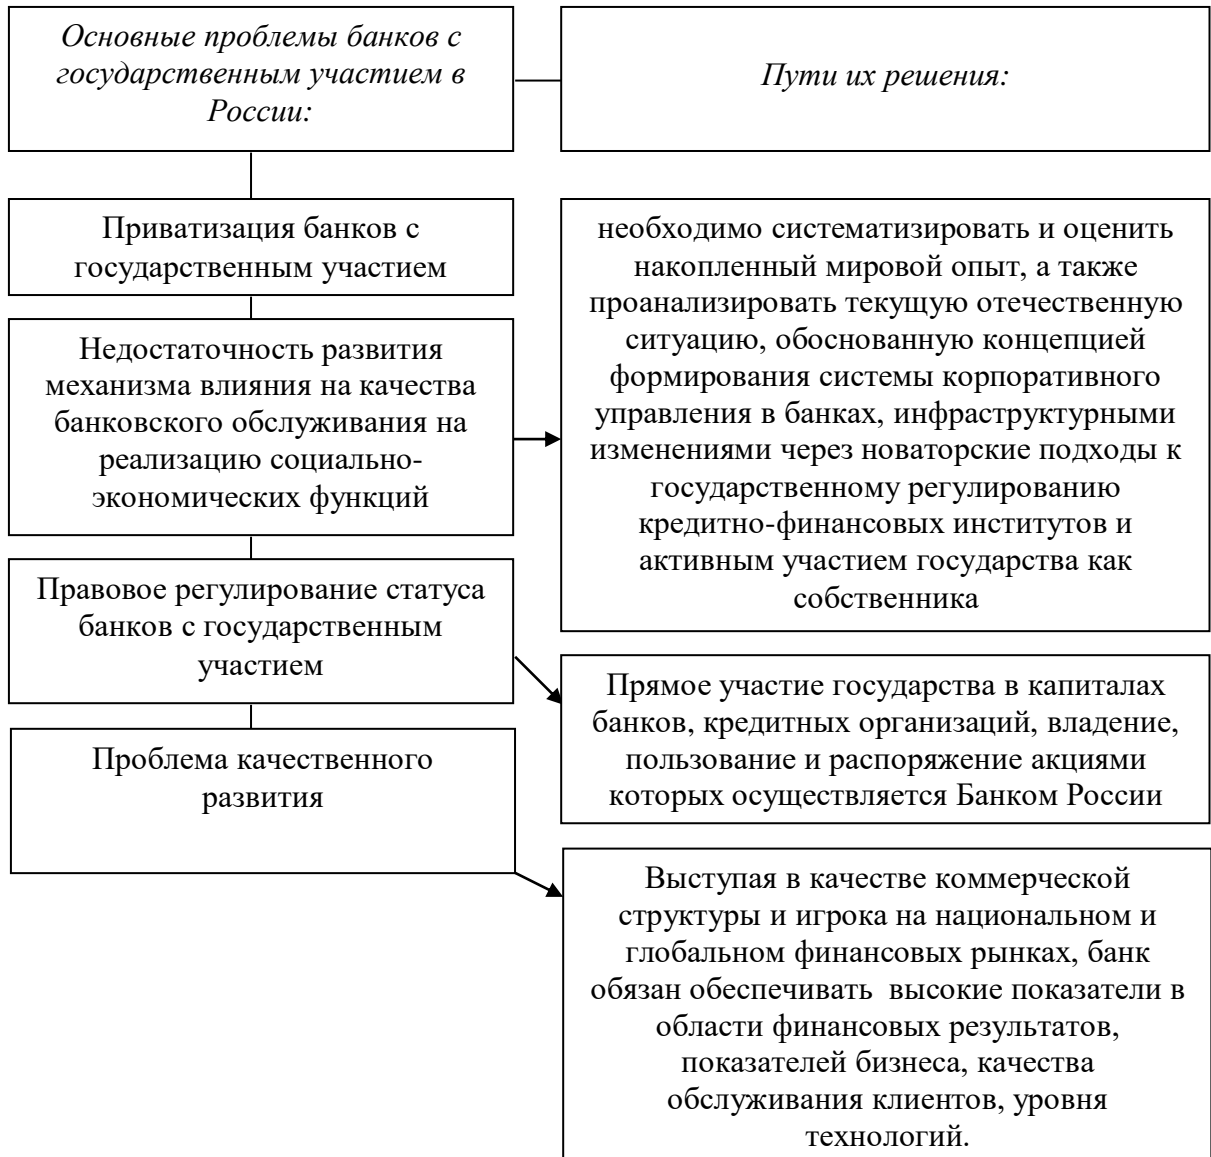 Основные проблемы банков с
государственным участием в
России:
Пути их решения:
Приватизация банков с
государственным участием
Недостаточность развития
механизма влияния на качества
банковского обслуживания на
реализацию социально-
экономических функций
необходимо систематизировать и оценить
накопленный мировой опыт, а также
проанализировать текущую отечественную
ситуацию, обоснованную концепцией
формирования системы корпоративного
управления в банках, инфраструктурными
изменениями через новаторские подходы к
государственному регулированию
кредитно-финансовых институтов и
активным участием государства как
собственника
Правовое регулирование статуса
банков с государственным
участием
Прямое участие государства в капиталах
банков, кредитных организаций, владение,
пользование и распоряжение акциями
которых осуществляется Банком России
Проблема качественного
развития
Выступая в качестве коммерческой
структуры и игрока на национальном и
глобальном финансовых рынках, банк
обязан обеспечивать  высокие показатели в
области финансовых результатов,
показателей бизнеса, качества
обслуживания клиентов, уровня
технологий.